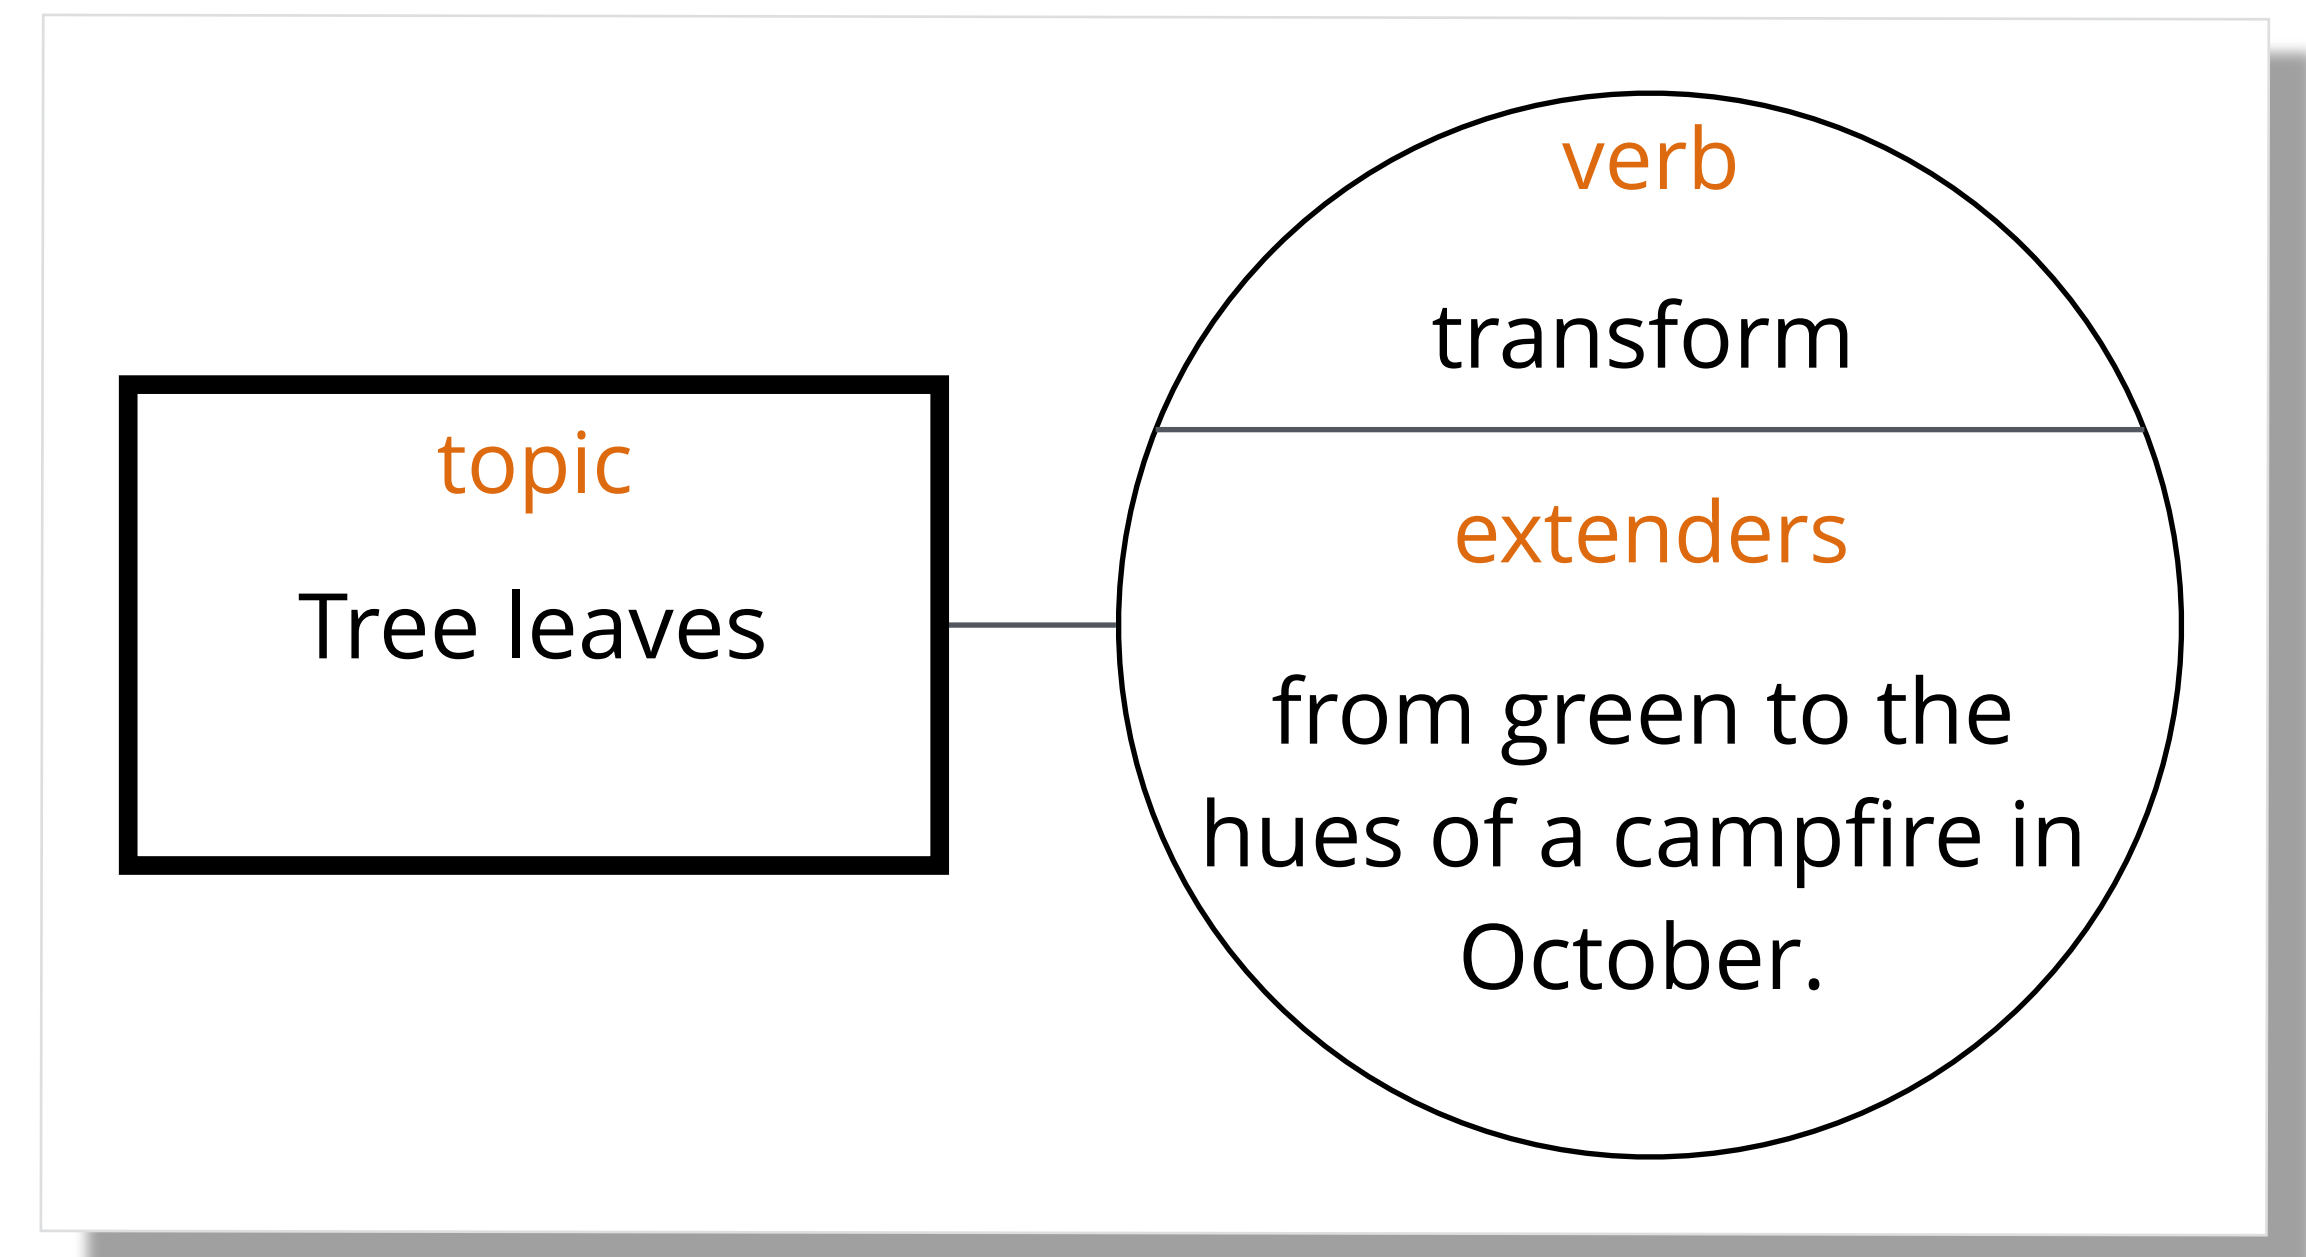 topic
Tree leaves
verb
transform
extenders
from green to the
hues of a campfire in
October.